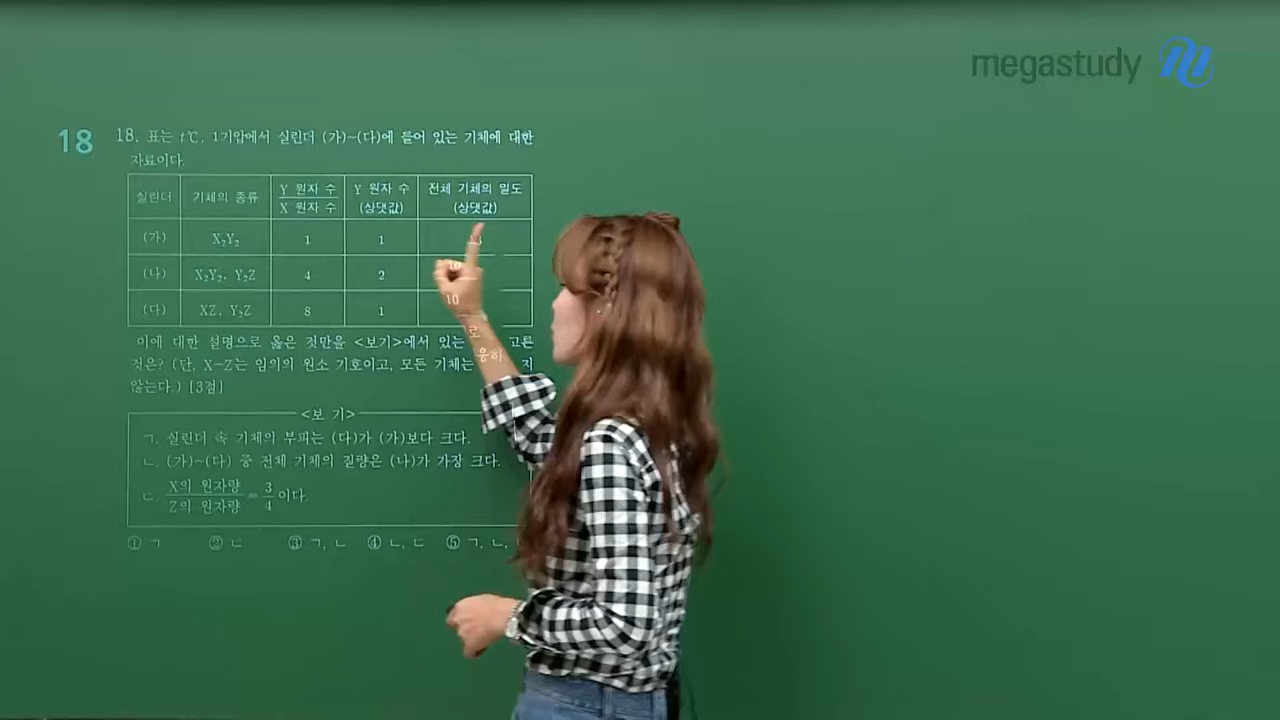 megastudy
18
18. 표는 t℃, 1기압에서 실린더 (가)~(다)에 들어 있는 기체에 대한
자료이다.
실린더 기체의 종류 Y 원자 수 / X 원자 수 Y 원자 수 (상댓값) 전체 기체의 밀도 (상댓값)
(가) X₂Y₂ 1 1
(나) X₂Y₂, Y₂Z 4 2
(다) XZ, Y₂Z 8 1 10
이에 대한 설명으로 옳은 것만을 <보기>에서 있는 로 고른
것은? (단, X~Z는 임의의 원소 기호이고, 모든 기체는 지
않는다.) [3점]
<보 기>
ㄱ. 실린더 속 기체의 부피는 (다)가 (가)보다 크다.
ㄴ. (가)~(다) 중 전체 기체의 질량은 (나)가 가장 크다.
ㄷ. X의 원자량 / Z의 원자량 = 3/4 이다.
① ㄱ ② ㄷ ③ ㄱ, ㄴ ④ ㄴ, ㄷ ⑤ ㄱ, ㄴ,